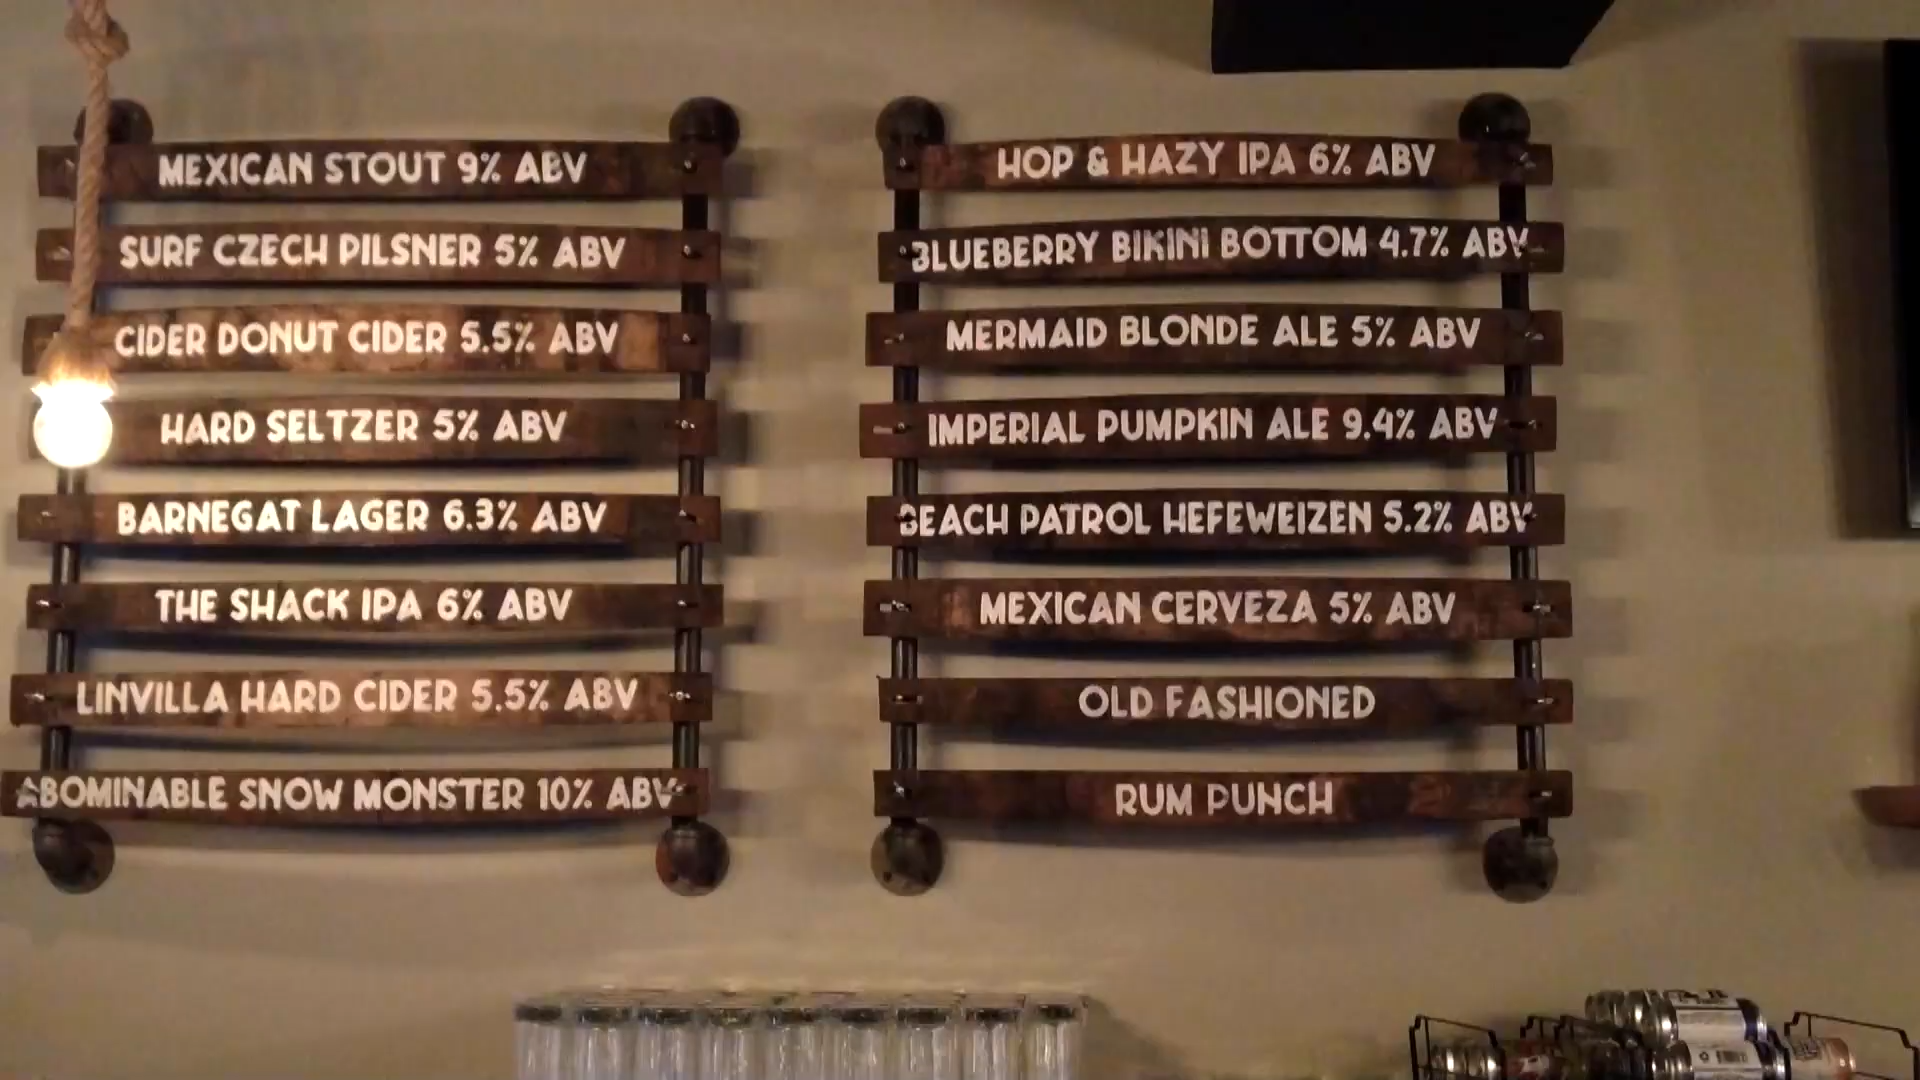 MEXICAN STOUT 9% ABV
SURF CZECH PILSNER 5% ABV
CIDER DONUT CIDER 5.5% ABV
HARD SELTZER 5% ABV
BARNEGAT LAGER 6.3% ABV
THE SHACK IPA 6% ABV
LINVILLA HARD CIDER 5.5% ABV
ABOMINABLE SNOW MONSTER 10% ABV
HOP & HAZY IPA 6% ABV
BLUEBERRY BIKINI BOTTOM 4.7% ABV
MERMAID BLONDE ALE 5% ABV
IMPERIAL PUMPKIN ALE 9.4% ABV
BEACH PATROL HEFEWEIZEN 5.2% ABV
MEXICAN CERVEZA 5% ABV
OLD FASHIONED
RUM PUNCH